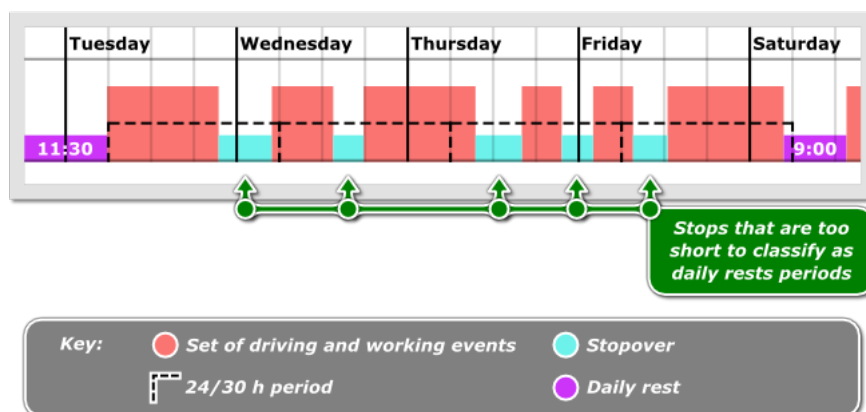 Tuesday Wednesday Thursday Friday Saturday
11:30 9:00
Stops that are too
short to classify as
daily rests periods
Key: Set of driving and working events Stopover
24/30 h period Daily rest